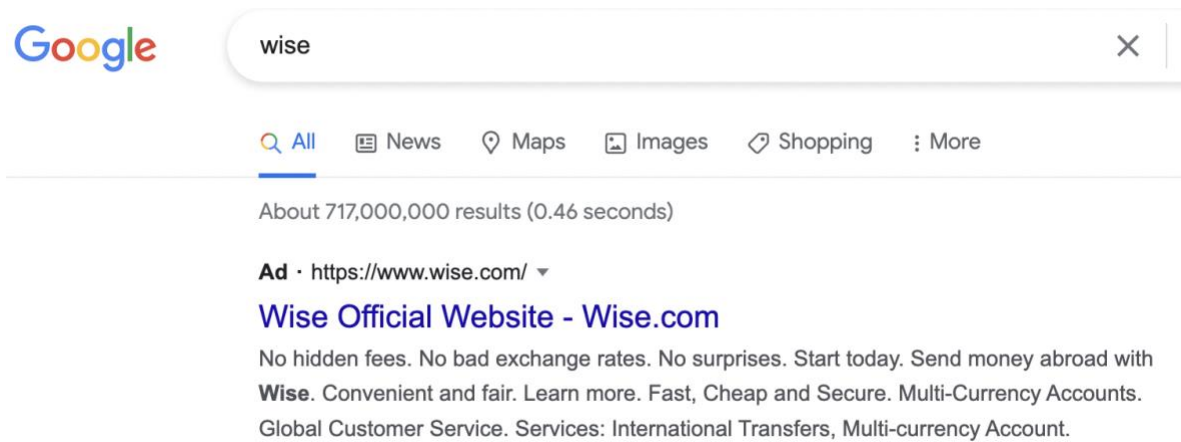 Google
wise
All News Maps Images Shopping More
About 717,000,000 results (0.46 seconds)
Ad · https://www.wise.com/
Wise Official Website - Wise.com
No hidden fees. No bad exchange rates. No surprises. Start today. Send money abroad with
Wise. Convenient and fair. Learn more. Fast, Cheap and Secure. Multi-Currency Accounts.
Global Customer Service. Services: International Transfers, Multi-currency Account.